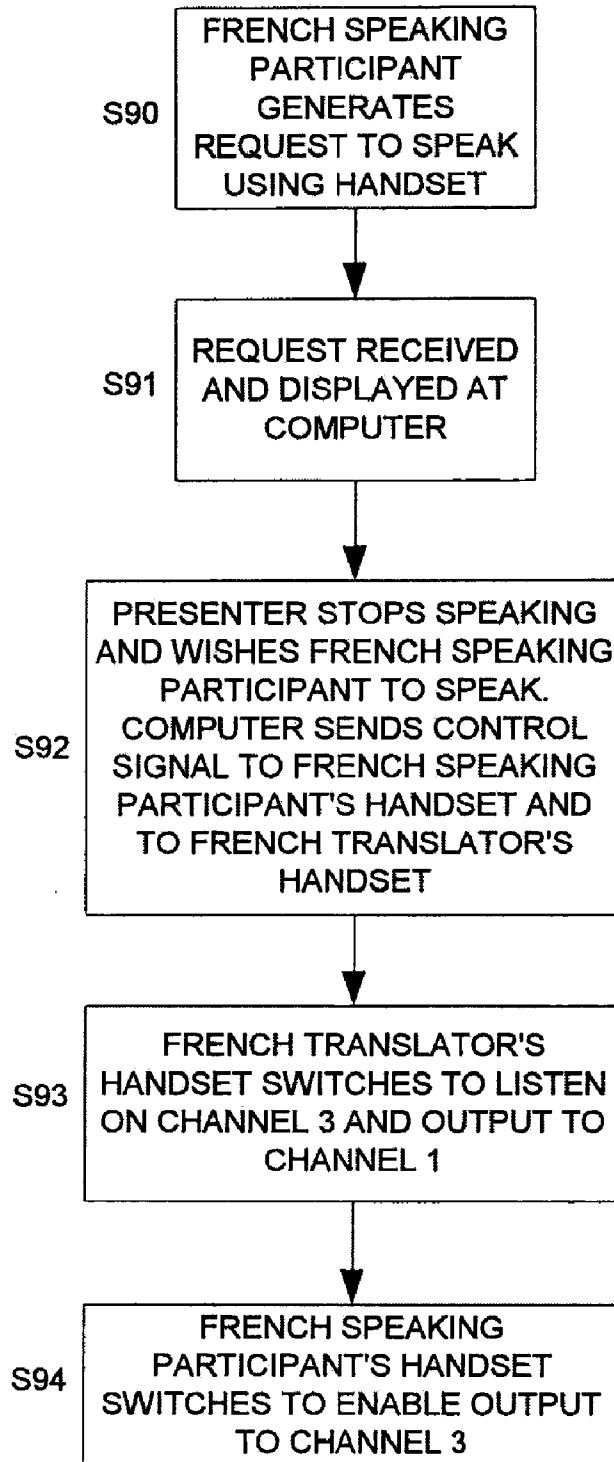 FRENCH SPEAKING
PARTICIPANT
GENERATES
REQUEST TO SPEAK
USING HANDSET
S90
REQUEST RECEIVED
AND DISPLAYED AT
COMPUTER
S91
PRESENTER STOPS SPEAKING
AND WISHES FRENCH SPEAKING
PARTICIPANT TO SPEAK.
COMPUTER SENDS CONTROL
SIGNAL TO FRENCH SPEAKING
PARTICIPANT'S HANDSET AND
TO FRENCH TRANSLATOR'S
HANDSET
S92
FRENCH TRANSLATOR'S
HANDSET SWITCHES TO LISTEN
ON CHANNEL 3 AND OUTPUT TO
CHANNEL 1
S93
FRENCH SPEAKING
PARTICIPANT'S HANDSET
SWITCHES TO ENABLE OUTPUT
TO CHANNEL 3
S94